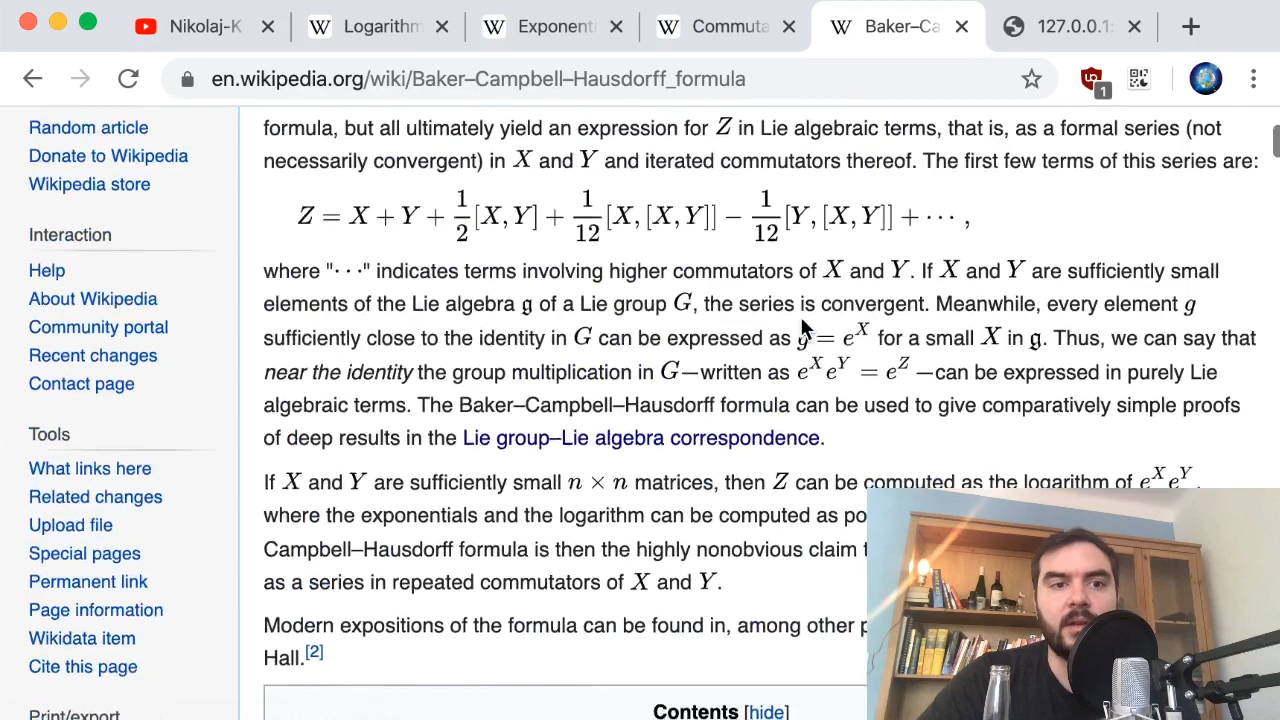 Nikolaj-K
Logarithm
Exponenti
Commuta
Baker–Ca
127.0.0.1:
en.wikipedia.org/wiki/Baker–Campbell–Hausdorff_formula
1
Random article
Donate to Wikipedia
Wikipedia store
Interaction
Help
About Wikipedia
Community portal
Recent changes
Contact page
Tools
What links here
Related changes
Upload file
Special pages
Permanent link
Page information
Wikidata item
Cite this page
Print/export
formula, but all ultimately yield an expression for Z in Lie algebraic terms, that is, as a formal series (not
necessarily convergent) in X and Y and iterated commutators thereof. The first few terms of this series are:
Z = X + Y + 1/2 [X, Y] + 1/12 [X, [X, Y]] − 1/12 [Y, [X, Y]] + ··· ,
where "···" indicates terms involving higher commutators of X and Y. If X and Y are sufficiently small
elements of the Lie algebra 𝔤 of a Lie group G, the series is convergent. Meanwhile, every element g
sufficiently close to the identity in G can be expressed as g = e^X for a small X in 𝔤. Thus, we can say that
near the identity the group multiplication in G—written as e^X e^Y = e^Z—can be expressed in purely Lie
algebraic terms. The Baker–Campbell–Hausdorff formula can be used to give comparatively simple proofs
of deep results in the Lie group–Lie algebra correspondence.
If X and Y are sufficiently small n × n matrices, then Z can be computed as the logarithm of e^X e^Y,
where the exponentials and the logarithm can be computed as po
Campbell–Hausdorff formula is then the highly nonobvious claim t
as a series in repeated commutators of X and Y.
Modern expositions of the formula can be found in, among other p
Hall.[2]
Contents [hide]